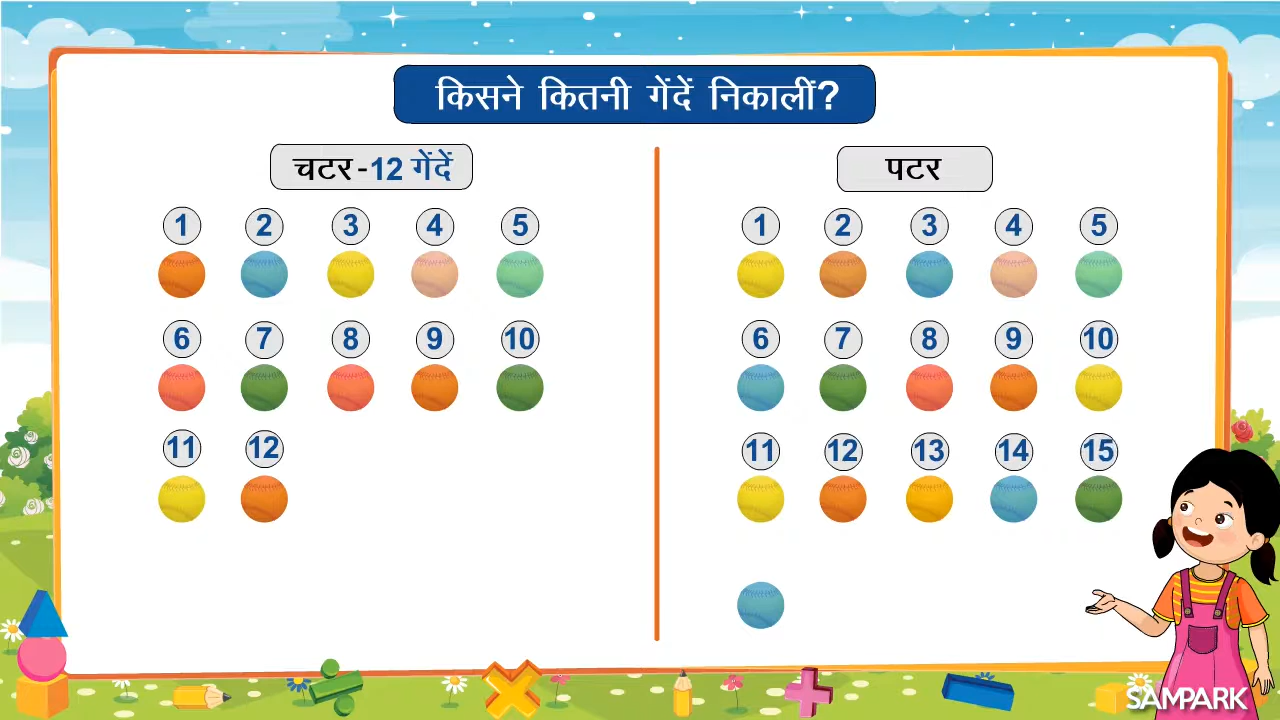 किसने कितनी गेंदें निकालीं?
चटर-12 गेंदें
1 2 3 4 5
6 7 8 9 10
11 12
पटर
1 2 3 4 5
6 7 8 9 10
11 12 13 14 15
SAMPARK